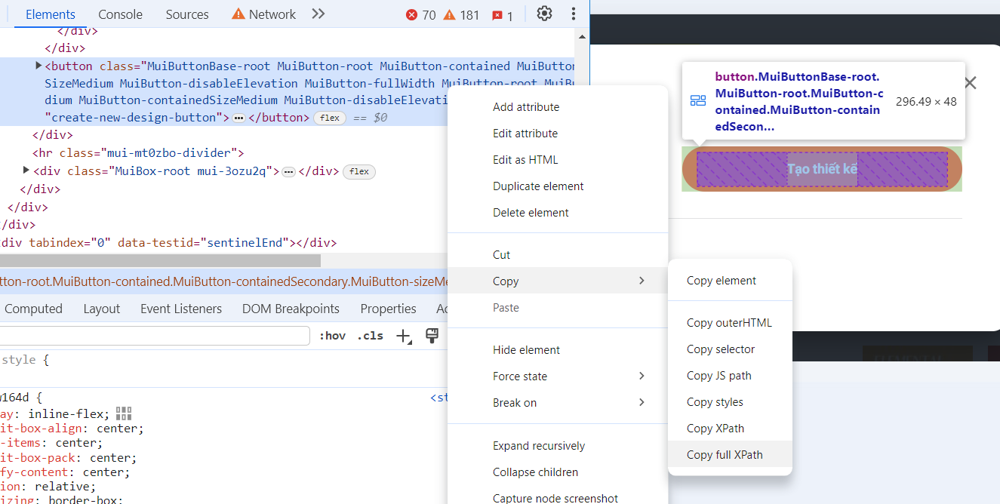 Elements Console Sources Network 70 181 1
</div>
</div>
<button class="MuiButtonBase-root MuiButton-root MuiButton-contained MuiButton
SizeMedium MuiButton-disableElevation MuiButton-fullWidth MuiButton-root MuiB
dium MuiButton-containedSizeMedium MuiButton-disableElevati
"create-new-design-button"> </button> flex == $0
</div>
<hr class="mui-mt0zbo-divider">
<div class="MuiBox-root mui-3ozu2q"> </div> flex
</div>
</div>
/div>
div tabindex="0" data-testid="sentinelEnd"></div>
tton-root.MuiButton-contained.MuiButton-containedSecondary.MuiButton-sizeMe
Computed Layout Event Listeners DOM Breakpoints Properties Ac
:hov .cls
style {
164d { <st
ay: inline-flex;
it-box-align: center;
-items: center;
it-box-pack: center;
fy-content: center;
ion: relative;
izing: border-box;
Add attribute
Edit attribute
Edit as HTML
Duplicate element
Delete element
Cut
Copy
Paste
Hide element
Force state
Break on
Expand recursively
Collapse children
Capture node screenshot
Copy element
Copy outerHTML
Copy selector
Copy JS path
Copy styles
Copy XPath
Copy full XPath
button.MuiButtonBase-root.
MuiButton-root.MuiButton-c
ontained.MuiButton-contain
edSecon...
296.49 × 48
Tạo thiết kế
ELEMENTAL